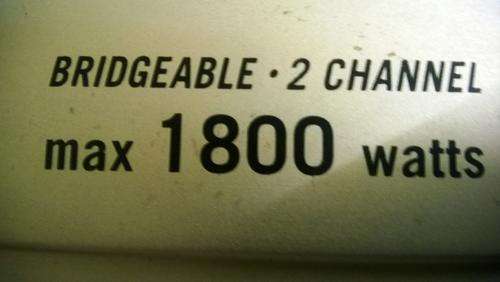 BRIDGEABLE · 2 CHANNEL
max 1800 watts